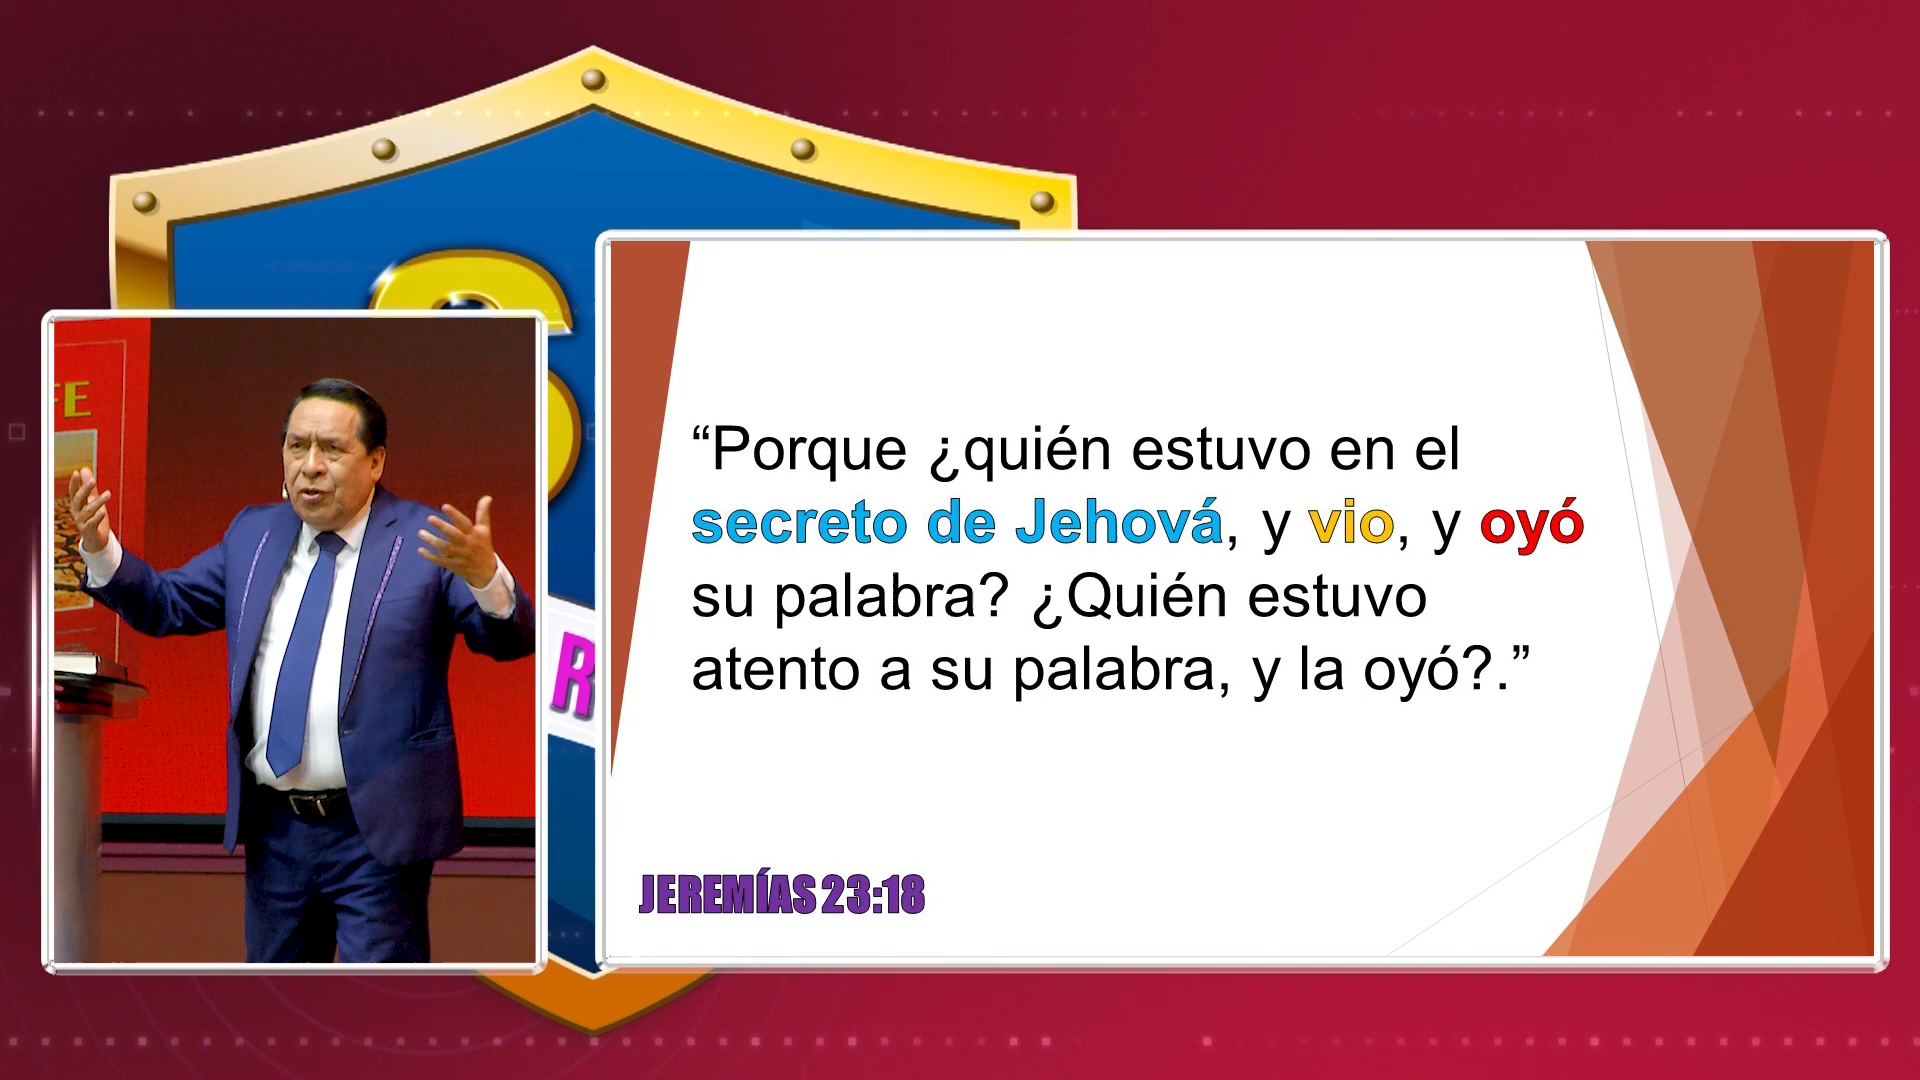 FE
S
R
“Porque ¿quién estuvo en el
secreto de Jehová, y vio, y oyó
su palabra? ¿Quién estuvo
atento a su palabra, y la oyó?.”
JEREMÍAS 23:18